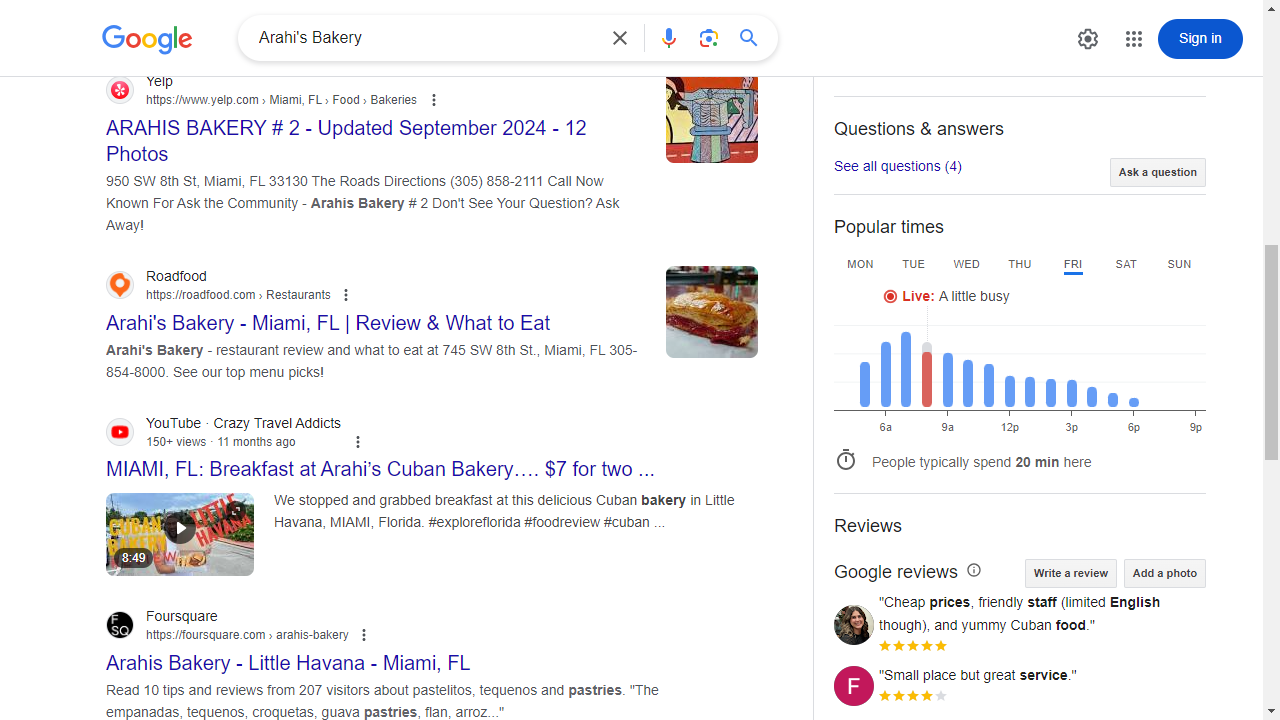 Google
Arahi's Bakery
Sign in
Yelp
https://www.yelp.com › Miami, FL › Food › Bakeries
ARAHIS BAKERY # 2 - Updated September 2024 - 12
Photos
950 SW 8th St, Miami, FL 33130 The Roads Directions (305) 858-2111 Call Now
Known For Ask the Community - Arahis Bakery # 2 Don't See Your Question? Ask
Away!
Roadfood
https://roadfood.com › Restaurants
Arahi's Bakery - Miami, FL | Review & What to Eat
Arahi's Bakery - restaurant review and what to eat at 745 SW 8th St., Miami, FL 305-
854-8000. See our top menu picks!
YouTube · Crazy Travel Addicts
150+ views · 11 months ago
MIAMI, FL: Breakfast at Arahi’s Cuban Bakery…. $7 for two ...
CUBAN
BAKERY
LITTLE
HAVANA
8:49
We stopped and grabbed breakfast at this delicious Cuban bakery in Little
Havana, MIAMI, Florida. #exploreflorida #foodreview #cuban ...
F
SQ
Foursquare
https://foursquare.com › arahis-bakery
Arahis Bakery - Little Havana - Miami, FL
Read 10 tips and reviews from 207 visitors about pastelitos, tequenos and pastries. "The
empanadas, tequenos, croquetas, guava pastries, flan, arroz..."
Questions & answers
See all questions (4)
Ask a question
Popular times
MON TUE WED THU FRI SAT SUN
Live: A little busy
6a 9a 12p 3p 6p 9p
People typically spend 20 min here
Reviews
Google reviews
Write a review
Add a photo
"Cheap prices, friendly staff (limited English
though), and yummy Cuban food."
F
"Small place but great service."